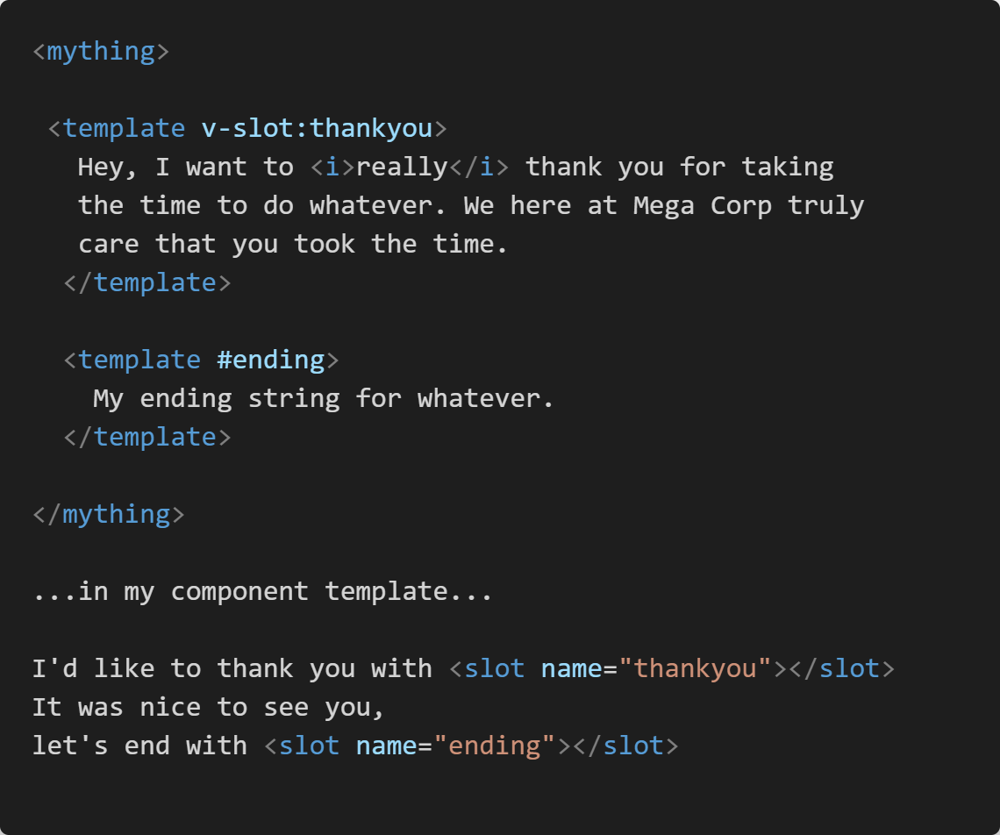 <mything>
<template v-slot:thankyou>
Hey, I want to <i>really</i> thank you for taking
the time to do whatever. We here at Mega Corp truly
care that you took the time.
</template>
<template #ending>
My ending string for whatever.
</template>
</mything>
...in my component template...
I'd like to thank you with <slot name="thankyou"></slot>
It was nice to see you,
let's end with <slot name="ending"></slot>